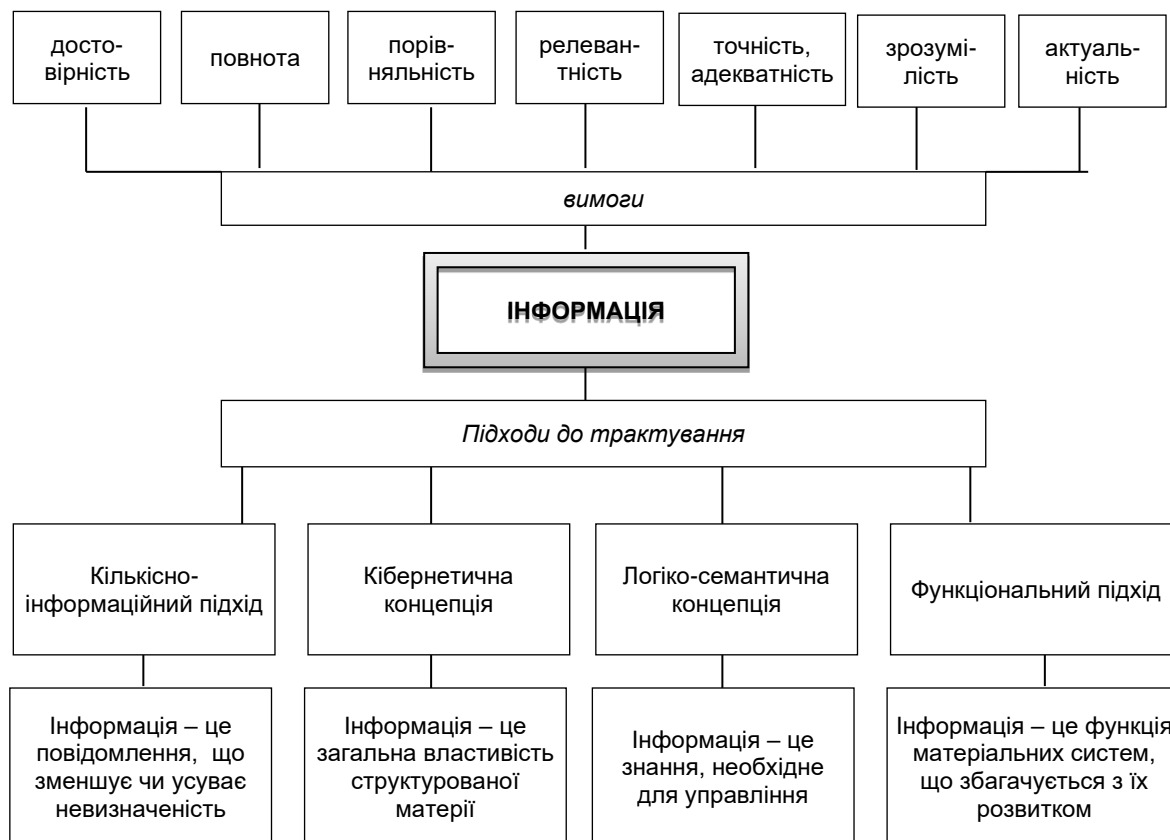 досто-
вірність
повнота
порів-
няльність
релеван-
тність
точність,
адекватність
зрозумі-
лість
актуаль-
ність
вимоги
ІНФОРМАЦІЯ
Підходи до трактування
Кількісно-
інформаційний підхід
Кібернетична
концепція
Логіко-семантична
концепція
Функціональний підхід
Інформація – це
повідомлення, що
зменшує чи усуває
невизначеність
Інформація – це
загальна властивість
структурованої
матерії
Інформація – це
знання, необхідне
для управління
Інформація – це функція
матеріальних систем,
що збагачується з їх
розвитком